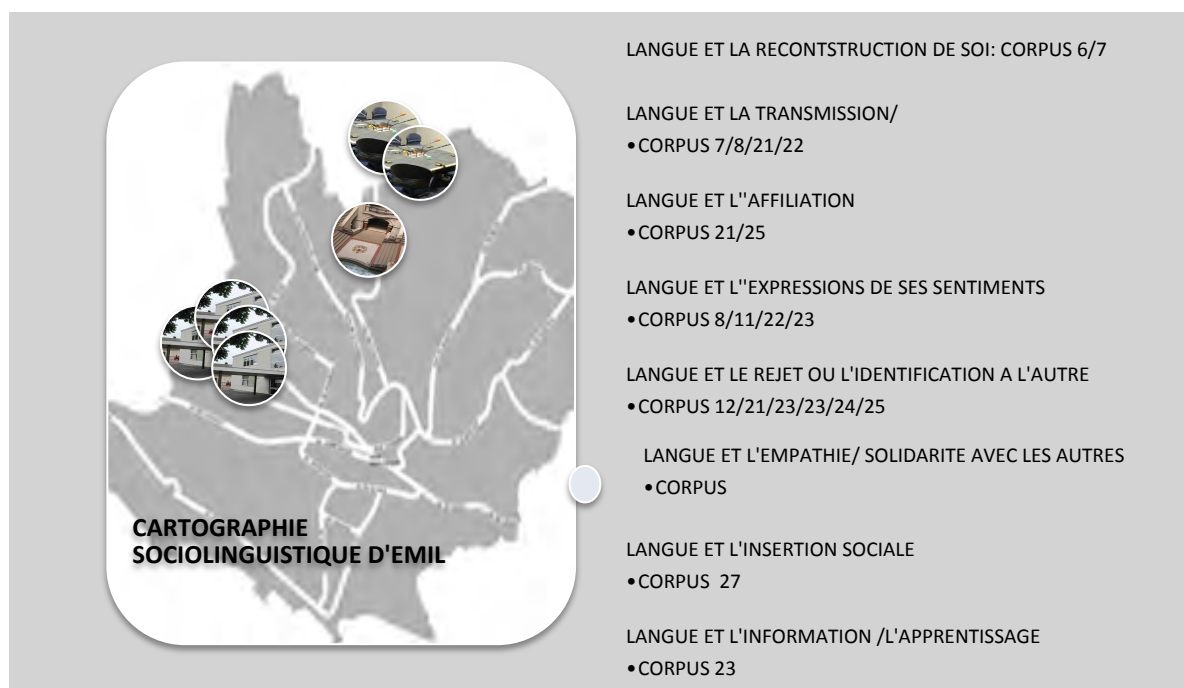 LANGUE ET LA RECONTSTRUCTION DE SOI: CORPUS 6/7
LANGUE ET LA TRANSMISSION/
•CORPUS 7/8/21/22
LANGUE ET L''AFFILIATION
•CORPUS 21/25
LANGUE ET L''EXPRESSIONS DE SES SENTIMENTS
•CORPUS 8/11/22/23
LANGUE ET LE REJET OU L'IDENTIFICATION A L'AUTRE
•CORPUS 12/21/23/23/24/25
LANGUE ET L'EMPATHIE/ SOLIDARITE AVEC LES AUTRES
•CORPUS
LANGUE ET L'INSERTION SOCIALE
•CORPUS 27
LANGUE ET L'INFORMATION /L'APPRENTISSAGE
•CORPUS 23
CARTOGRAPHIE
SOCIOLINGUISTIQUE D'EMIL